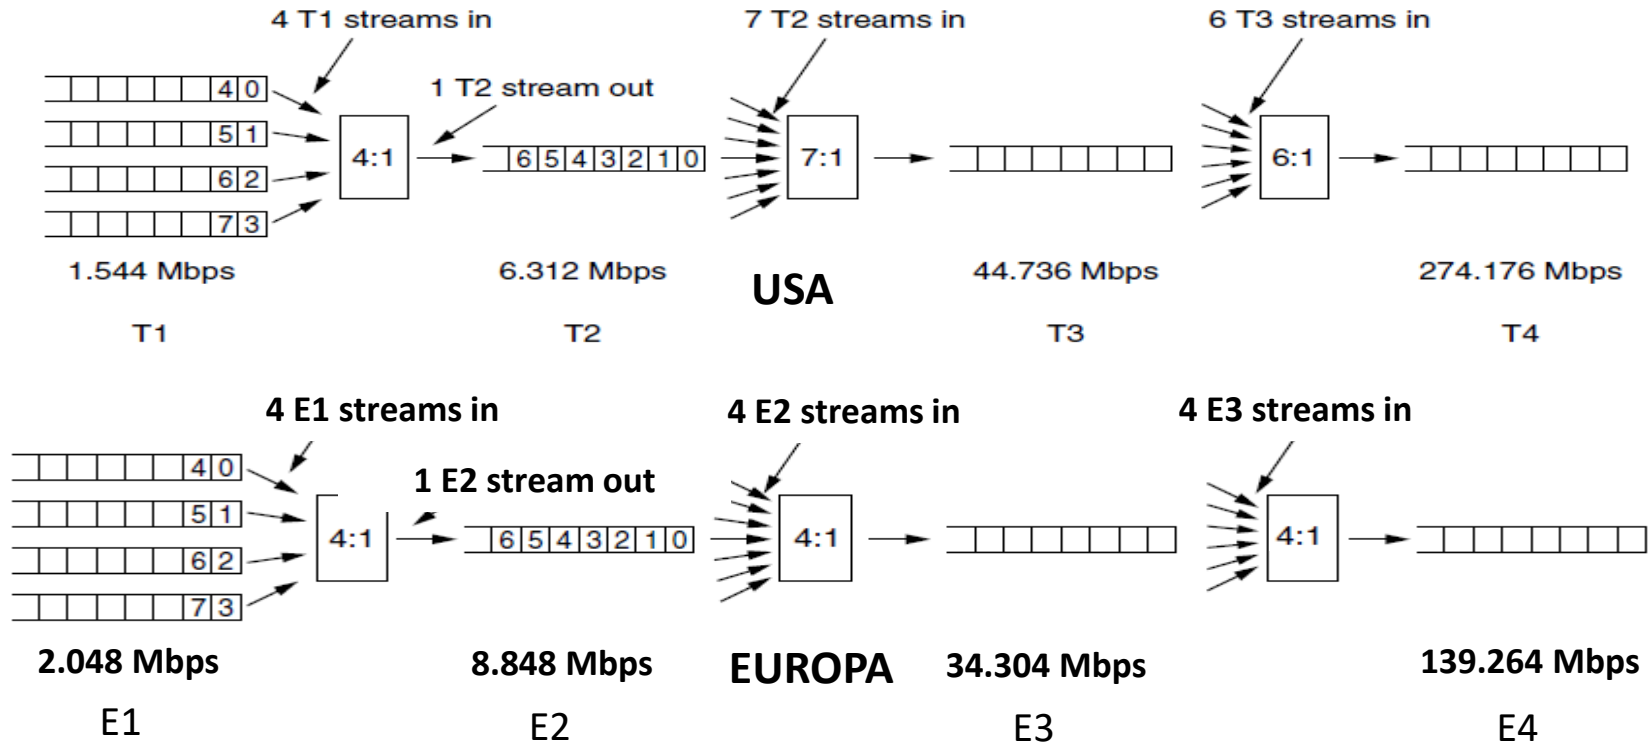 4 T1 streams in
7 T2 streams in
6 T3 streams in
1 T2 stream out
4 0
5 1
6 2
7 3
4:1
6 5 4 3 2 1 0
7:1
6:1
1.544 Mbps
6.312 Mbps
USA
44.736 Mbps
274.176 Mbps
T1
T2
T3
T4
4 E1 streams in
4 E2 streams in
4 E3 streams in
1 E2 stream out
4 0
5 1
6 2
7 3
4:1
6 5 4 3 2 1 0
4:1
4:1
2.048 Mbps
8.848 Mbps
EUROPA
34.304 Mbps
139.264 Mbps
E1
E2
E3
E4